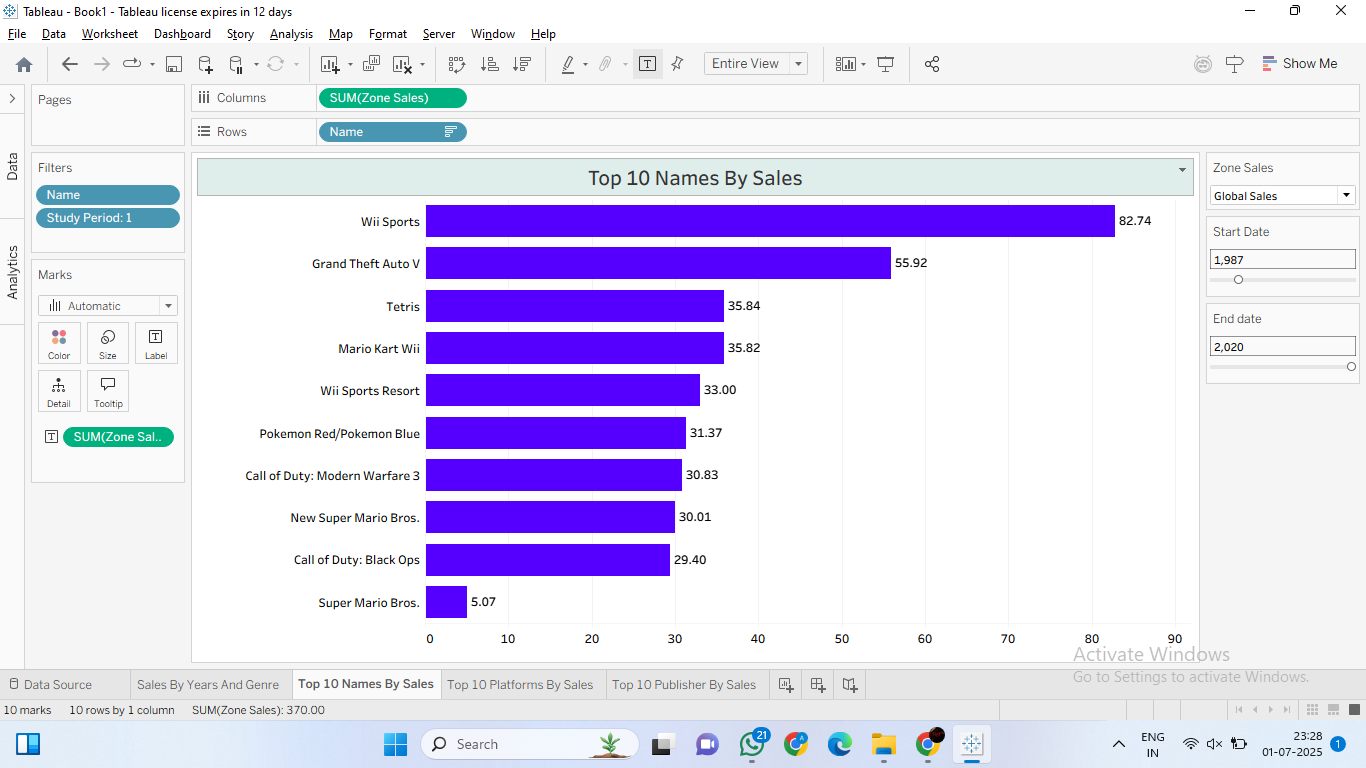 Tableau - Book1 - Tableau license expires in 12 days
File Data Worksheet Dashboard Story Analysis Map Format Server Window Help
Entire View
Show Me
Pages
Columns
SUM(Zone Sales)
Rows
Name
Data
Analytics
Filters
Name
Study Period: 1
Marks
Automatic
Color
Size
Label
Detail
Tooltip
SUM(Zone Sal..
Top 10 Names By Sales
Wii Sports 82.74
Grand Theft Auto V 55.92
Tetris 35.84
Mario Kart Wii 35.82
Wii Sports Resort 33.00
Pokemon Red/Pokemon Blue 31.37
Call of Duty: Modern Warfare 3 30.83
New Super Mario Bros. 30.01
Call of Duty: Black Ops 29.40
Super Mario Bros. 5.07
0 10 20 30 40 50 60 70 80 90
Zone Sales
Global Sales
Start Date
1,987
End date
2,020
Activate Windows
Go to Settings to activate Windows.
Data Source
Sales By Years And Genre
Top 10 Names By Sales
Top 10 Platforms By Sales
Top 10 Publisher By Sales
10 marks 10 rows by 1 column SUM(Zone Sales): 370.00
Search
21
ENG
IN
23:28
01-07-2025
1